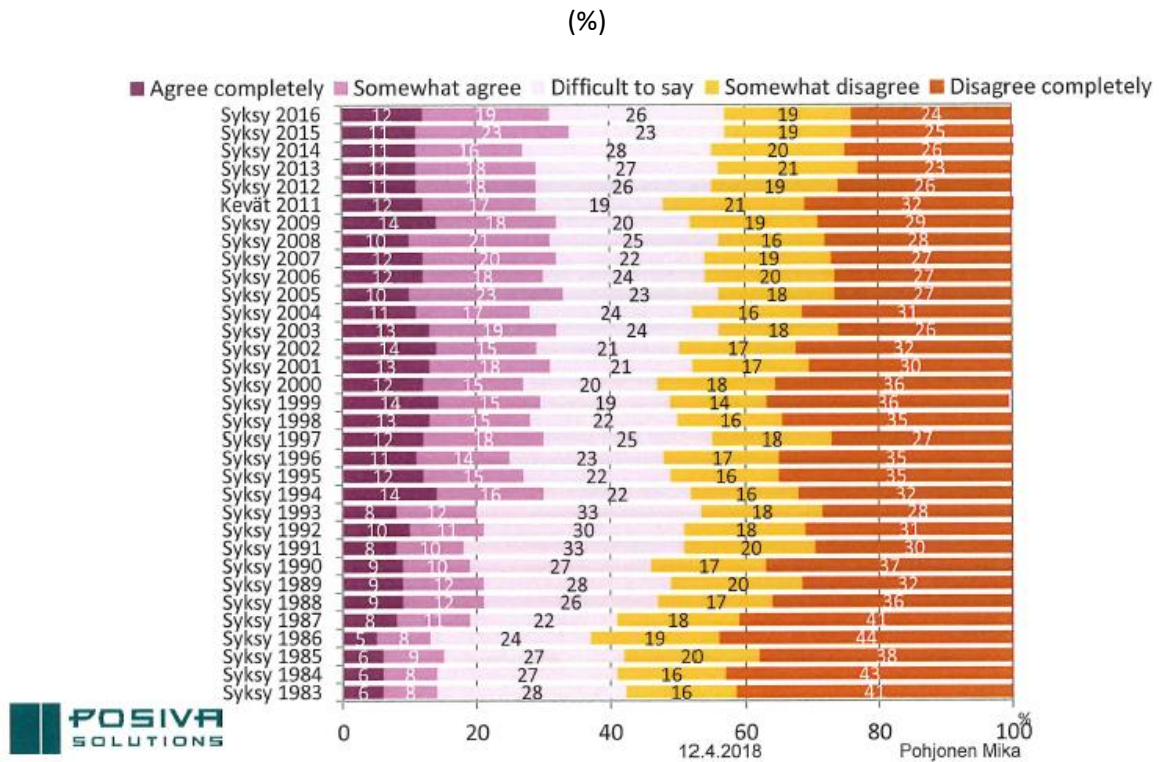 (%)
Agree completely Somewhat agree Difficult to say Somewhat disagree Disagree completely
Syksy 2016 12 19 26 19 24
Syksy 2015 11 23 23 19 25
Syksy 2014 11 16 28 20 26
Syksy 2013 11 18 27 21 23
Syksy 2012 11 18 26 19 26
Kevät 2011 12 17 19 21 32
Syksy 2009 14 18 20 19 29
Syksy 2008 10 21 25 16 28
Syksy 2007 12 20 22 19 27
Syksy 2006 12 18 24 20 27
Syksy 2005 10 23 23 18 27
Syksy 2004 11 17 24 16 31
Syksy 2003 13 19 24 18 26
Syksy 2002 14 15 21 17 32
Syksy 2001 13 18 21 17 30
Syksy 2000 12 15 20 18 36
Syksy 1999 14 15 19 14 36
Syksy 1998 13 15 22 16 35
Syksy 1997 12 18 25 18 27
Syksy 1996 11 14 23 17 35
Syksy 1995 12 15 22 16 35
Syksy 1994 14 16 22 16 32
Syksy 1993 8 12 33 18 28
Syksy 1992 10 11 30 18 31
Syksy 1991 8 10 33 20 30
Syksy 1990 9 10 27 17 37
Syksy 1989 9 12 28 20 32
Syksy 1988 9 12 26 17 36
Syksy 1987 8 11 22 18 41
Syksy 1986 5 8 24 19 44
Syksy 1985 6 9 27 20 38
Syksy 1984 6 8 27 16 43
Syksy 1983 6 8 28 16 41
0 20 40 60 80 100 %
POSIVA
SOLUTIONS
12.4.2018 Pohjonen Mika